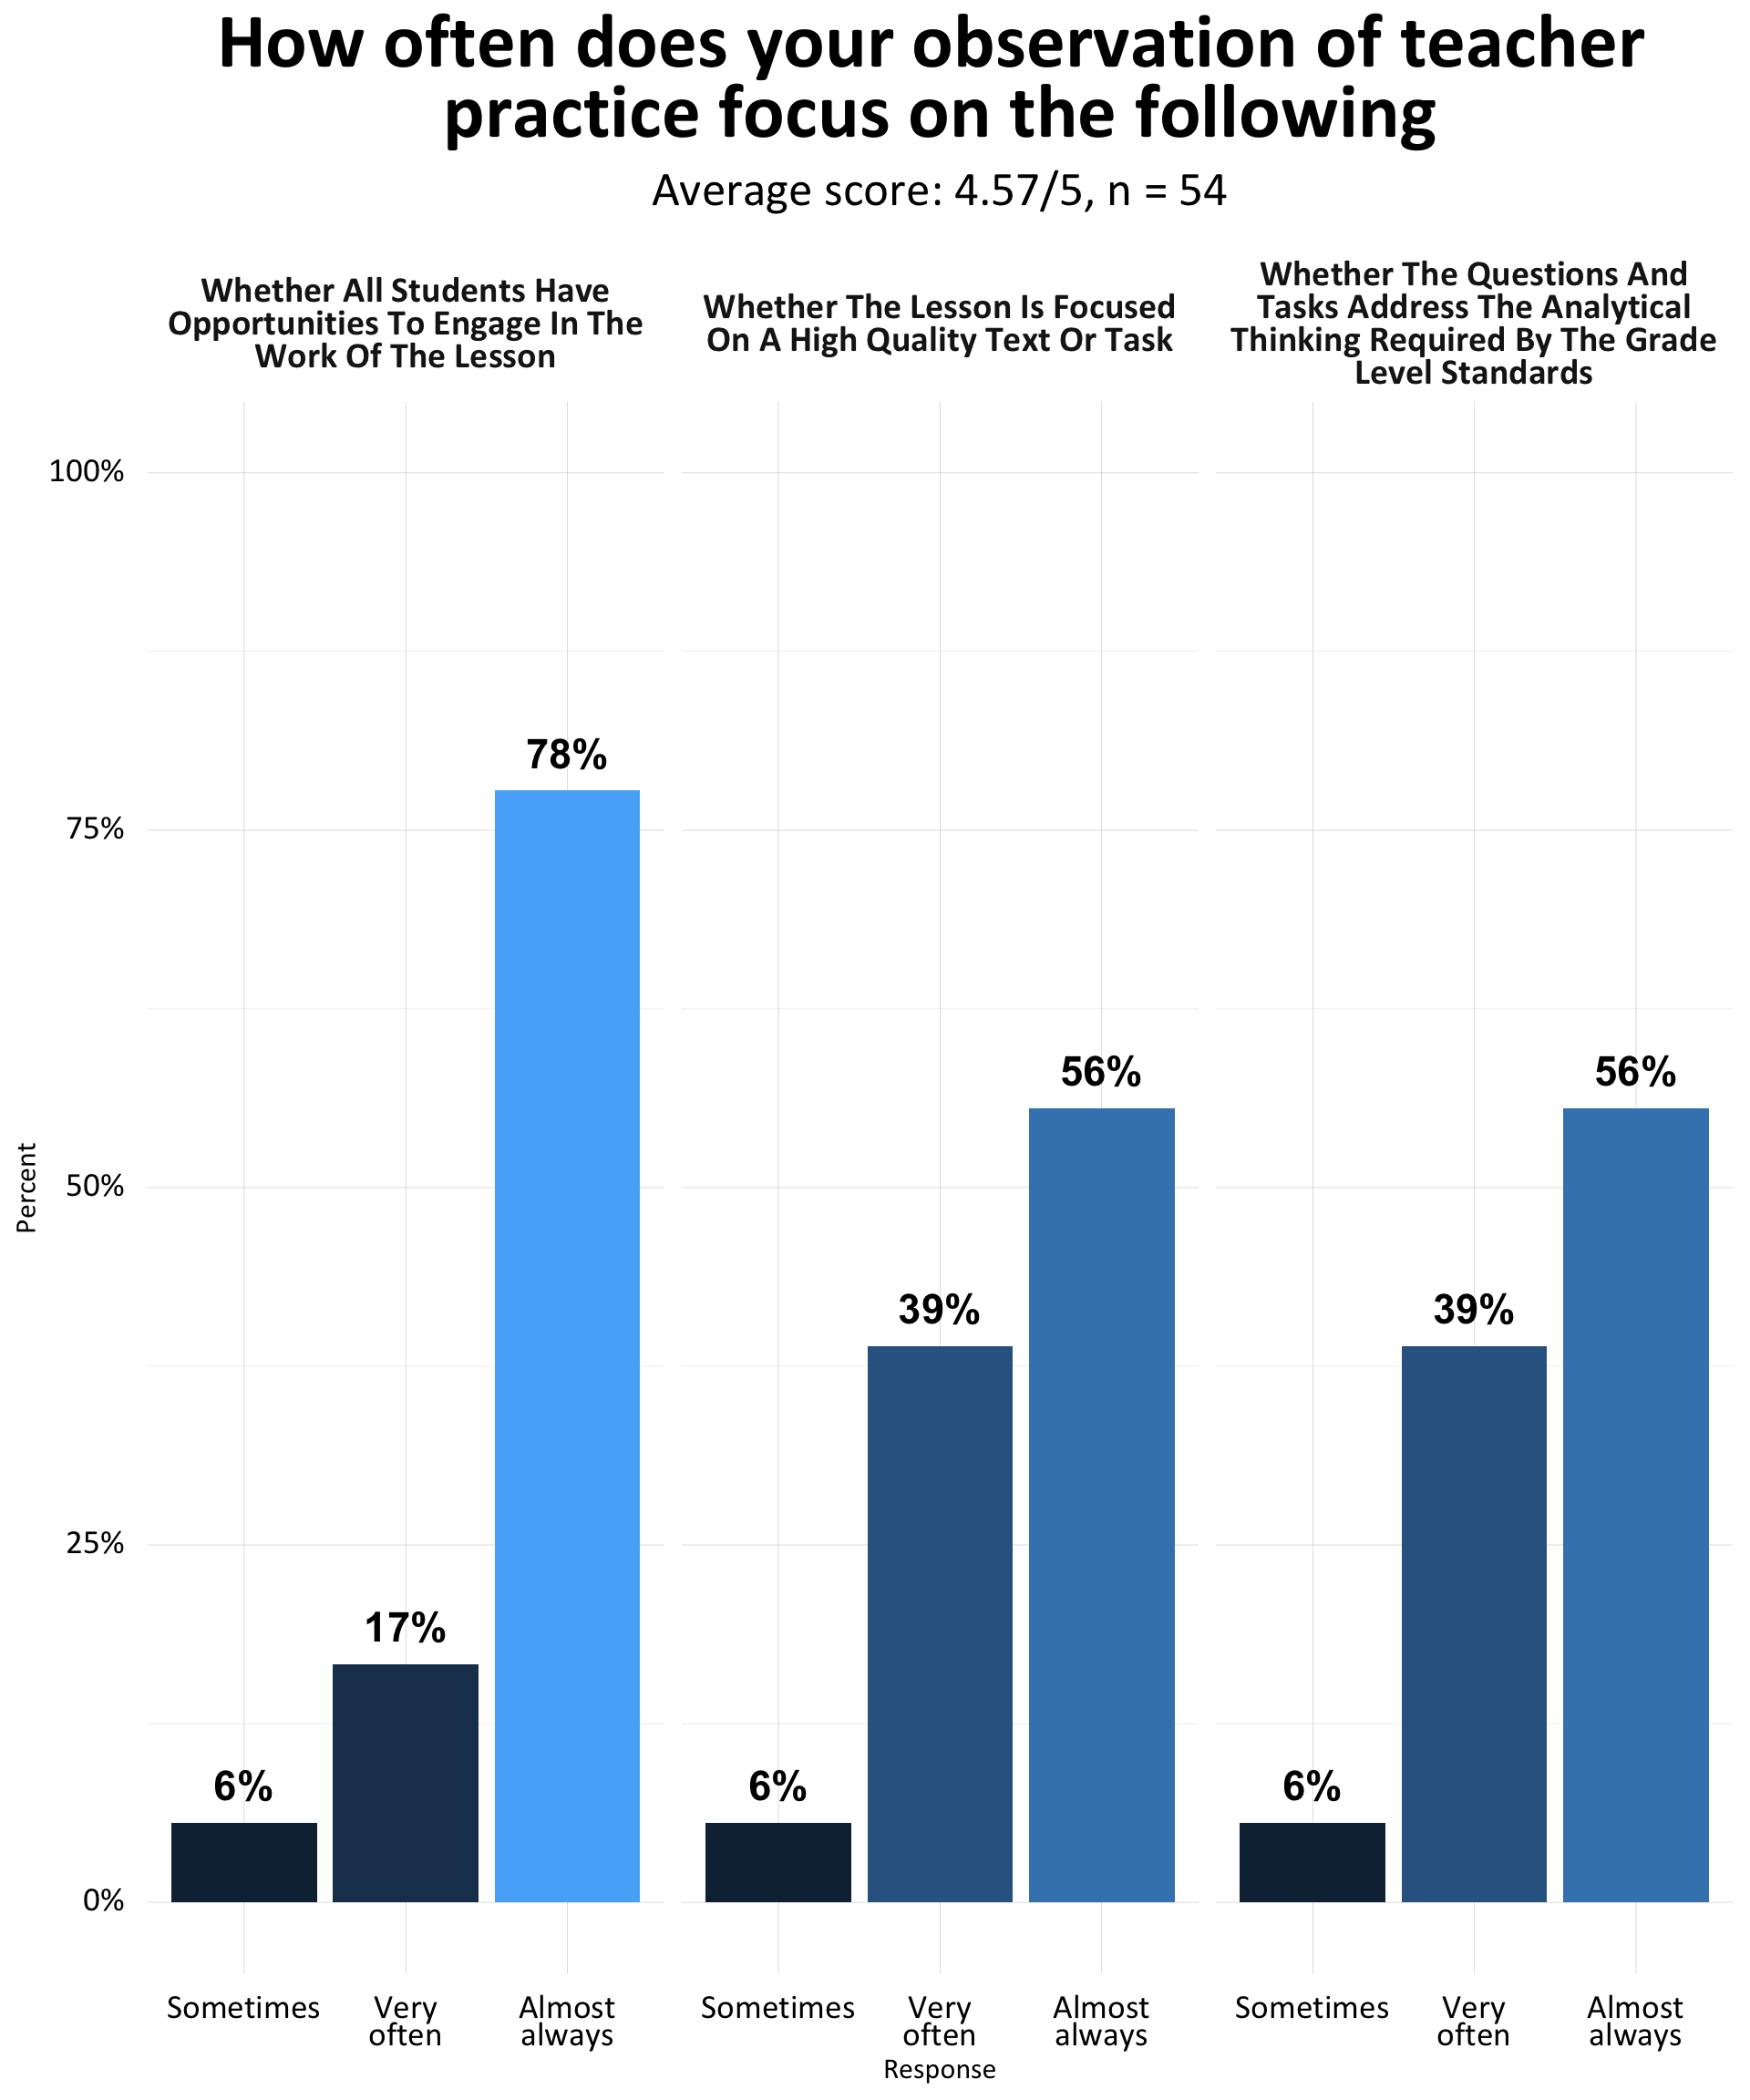 How often does your observation of teacher
practice focus on the following
Average score: 4.57/5, n = 54
Whether All Students Have
Opportunities To Engage In The
Work Of The Lesson
Whether The Lesson Is Focused
On A High Quality Text Or Task
Whether The Questions And
Tasks Address The Analytical
Thinking Required By The Grade
Level Standards
100%
75%
50%
25%
0%
Percent
6%
17%
78%
6%
39%
56%
6%
39%
56%
Sometimes
Very
often
Almost
always
Sometimes
Very
often
Almost
always
Sometimes
Very
often
Almost
always
Response